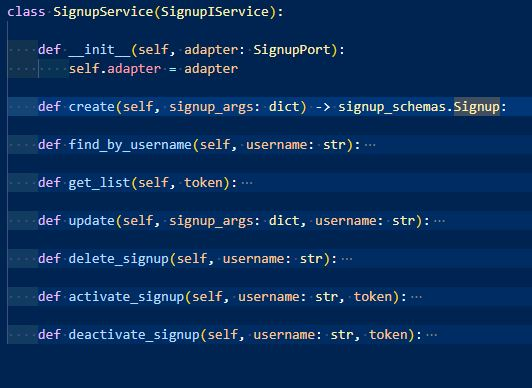 class SignupService(SignupIService):
def __init__(self, adapter: SignupPort):
self.adapter = adapter
def create(self, signup_args: dict) -> signup_schemas.Signup:
def find_by_username(self, username: str): ···
def get_list(self, token): ···
def update(self, signup_args: dict, username: str): ···
def delete_signup(self, username: str): ···
def activate_signup(self, username: str, token): ···
def deactivate_signup(self, username: str, token): ···